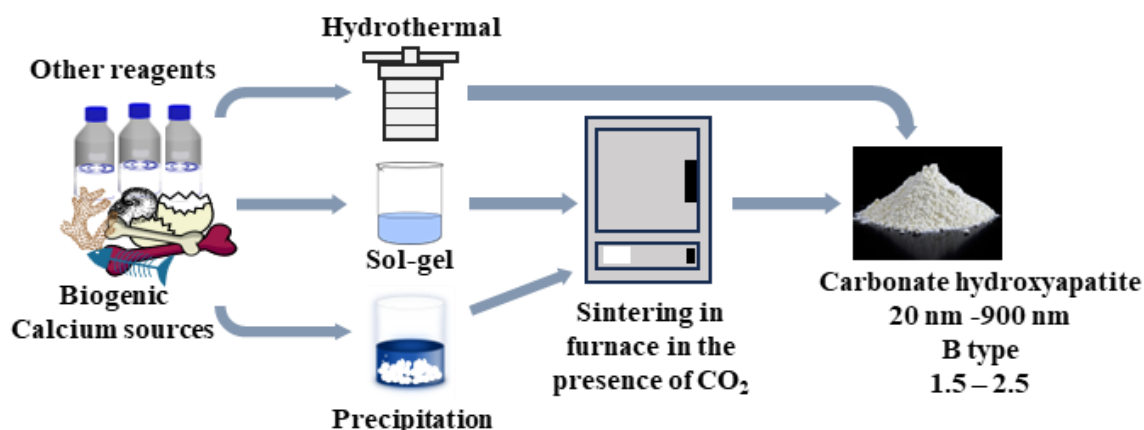 Hydrothermal
Other reagents
Sol-gel
Biogenic
Calcium sources
Precipitation
Sintering in
furnace in the
presence of CO₂
Carbonate hydroxyapatite
20 nm -900 nm
B type
1.5 – 2.5